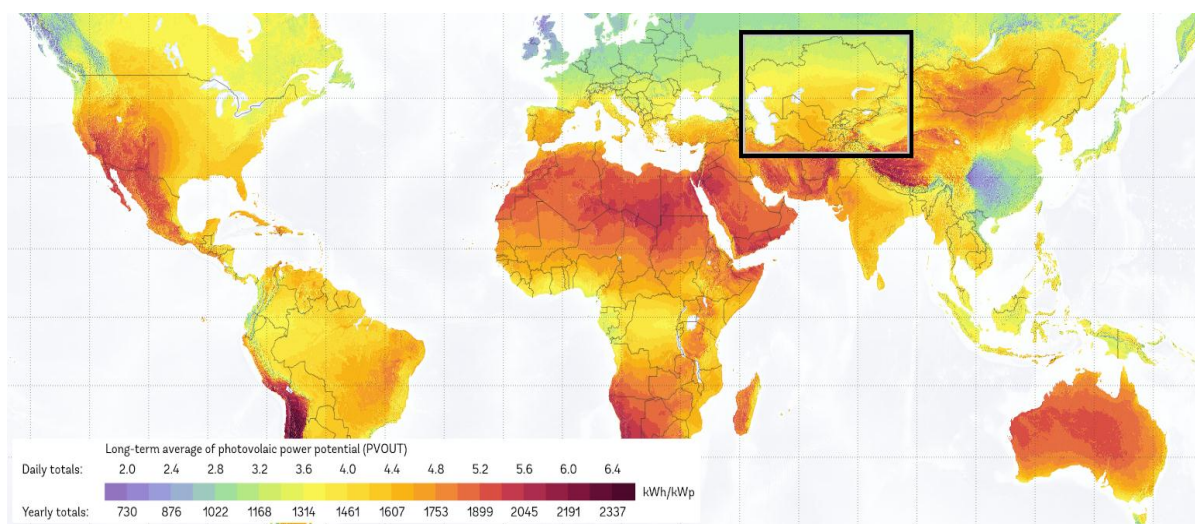 Long-term average of photovolaic power potential (PVOUT)
Daily totals: 2.0 2.4 2.8 3.2 3.6 4.0 4.4 4.8 5.2 5.6 6.0 6.4
kWh/kWp
Yearly totals: 730 876 1022 1168 1314 1461 1607 1753 1899 2045 2191 2337